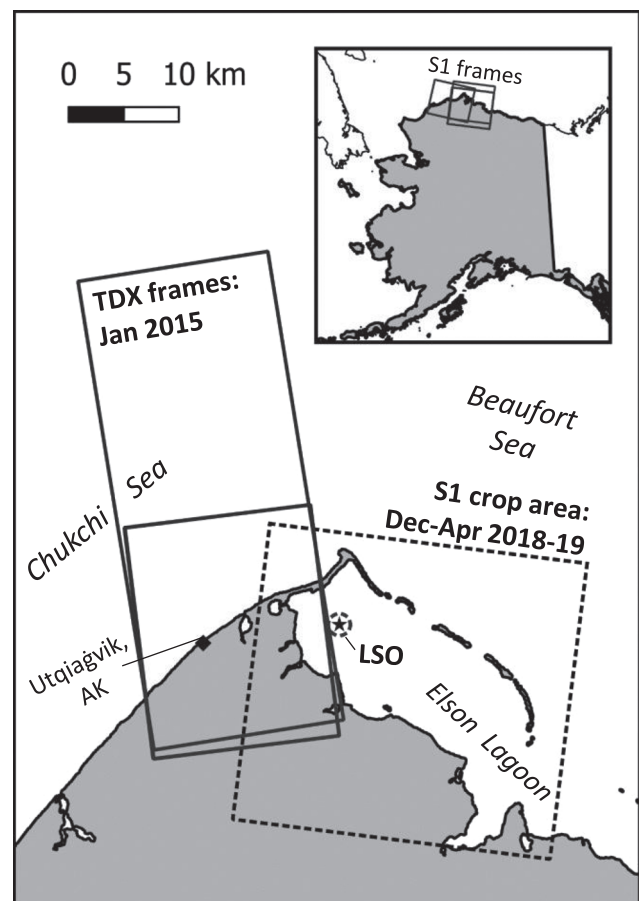 0 5 10 km
S1 frames
TDX frames:
Jan 2015
Beaufort
Sea
Chukchi Sea
S1 crop area:
Dec-Apr 2018-19
LSO
Utqiaġvik,
AK
Elson Lagoon